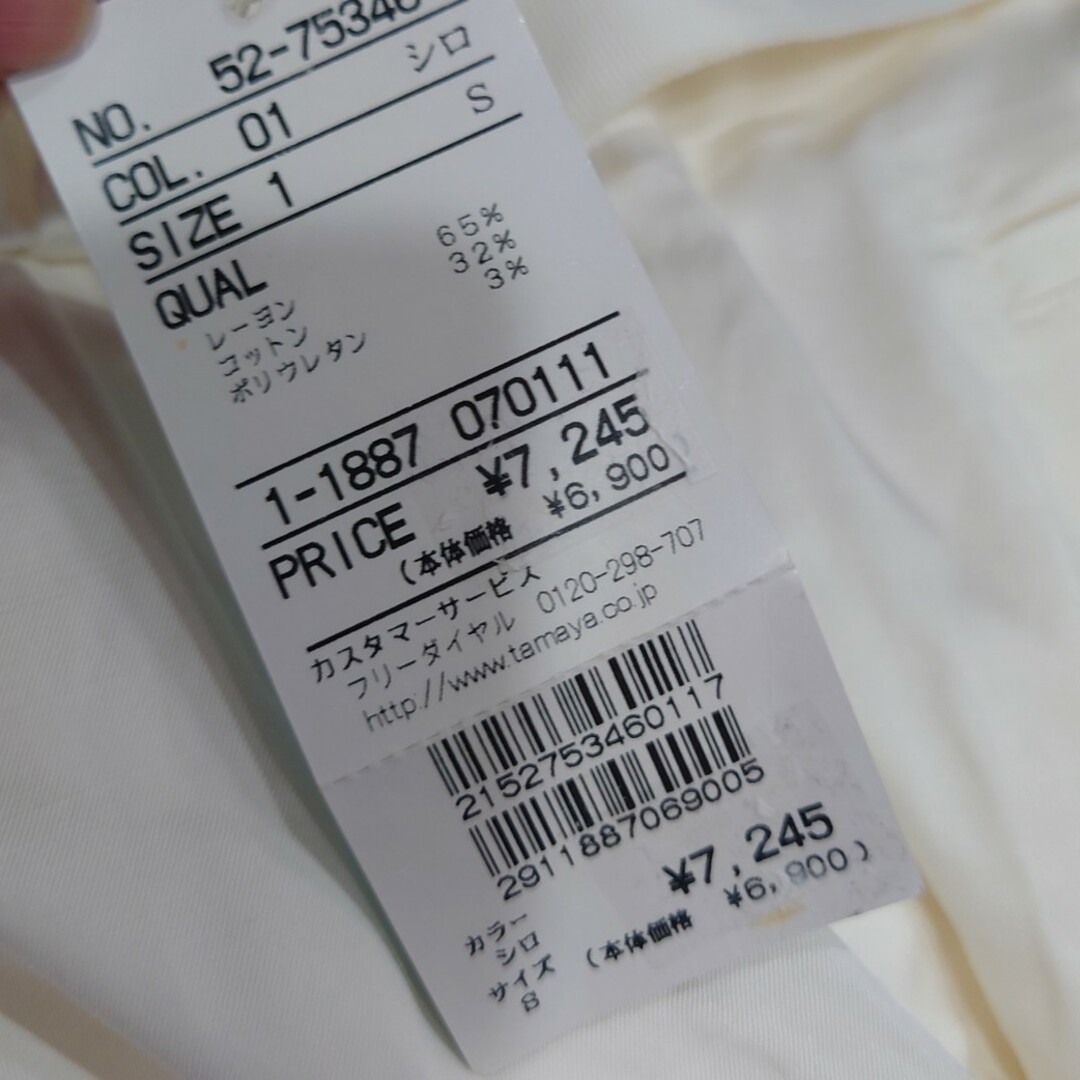 NO. 52-75346
COL. 01 シロ
SIZE 1 S
QUAL
レーヨン 65%
コットン 32%
ポリウレタン 3%
1-1887 070111
PRICE ¥7,245
(本体価格 ¥6,900
カスタマーサービス
フリーダイヤル 0120-298-707
http://www.tamaya.co.jp
2152753460117
2911887069005
¥7,245
(本体価格 ¥6,900)
カラー
シロ
サイズ
S